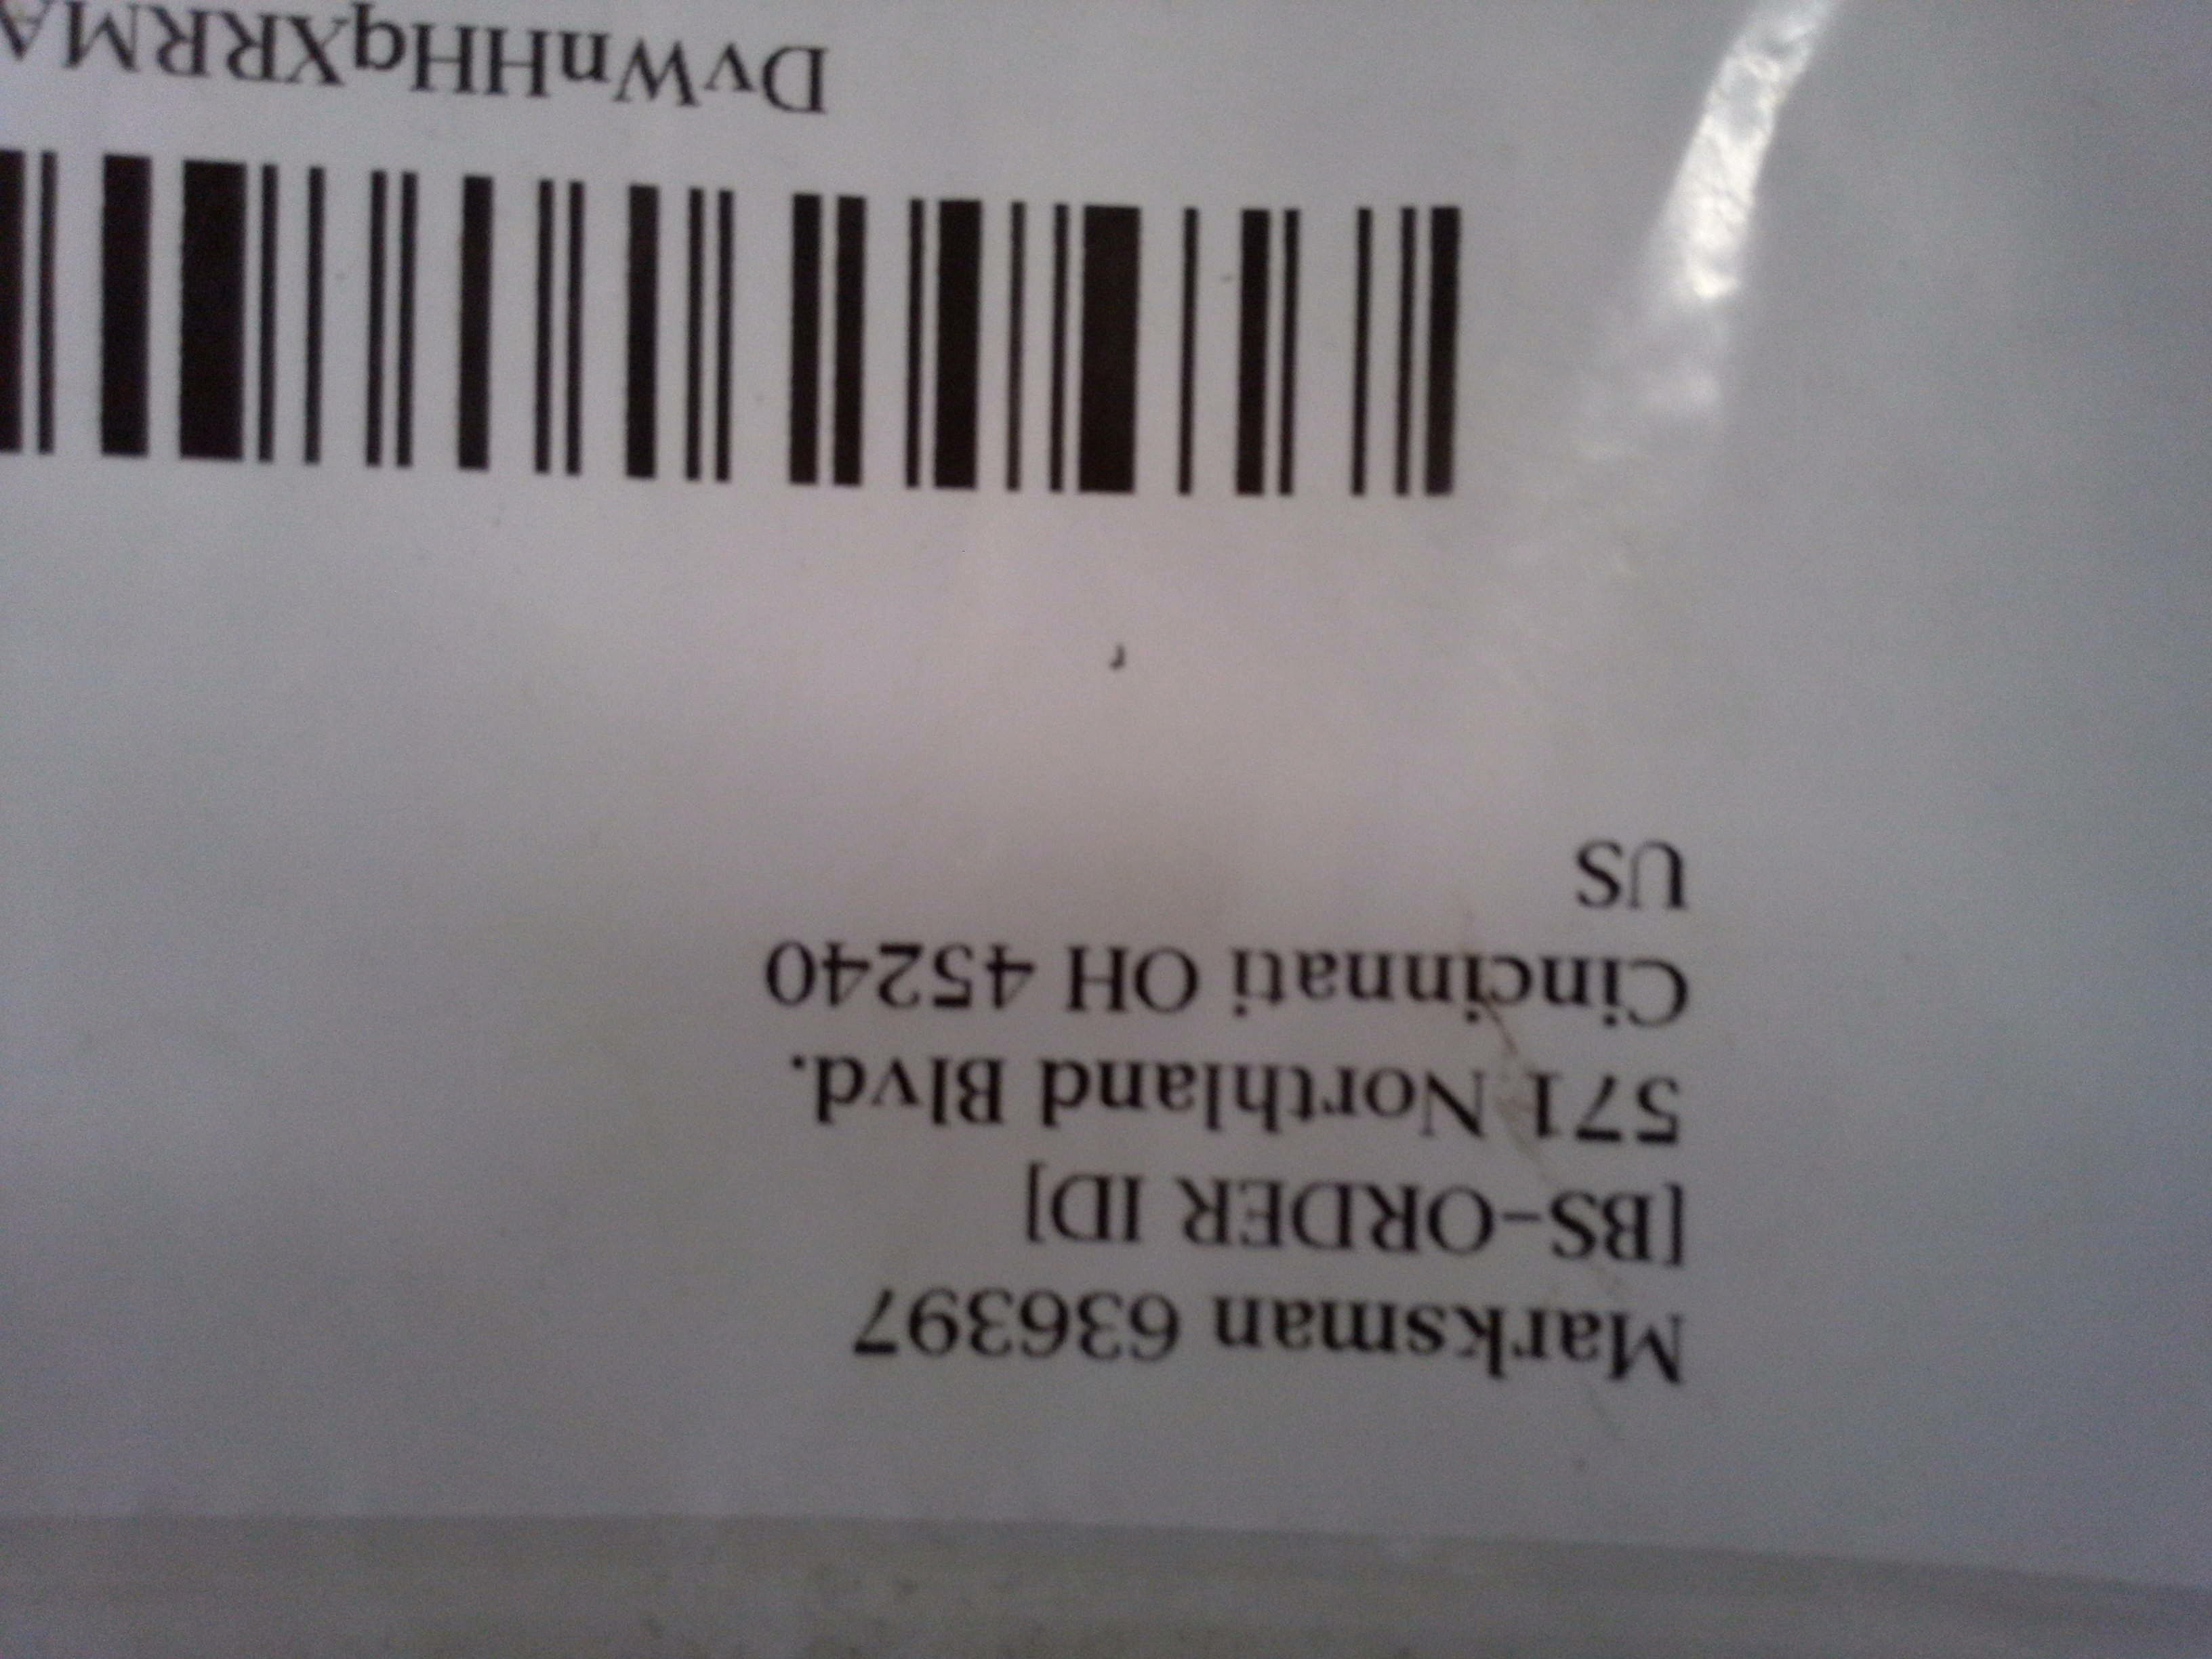 Marksman 636397
[BS-ORDER ID]
571 Northland Blvd.
Cincinnati OH 45240
US
DvWnHHqXRRMA